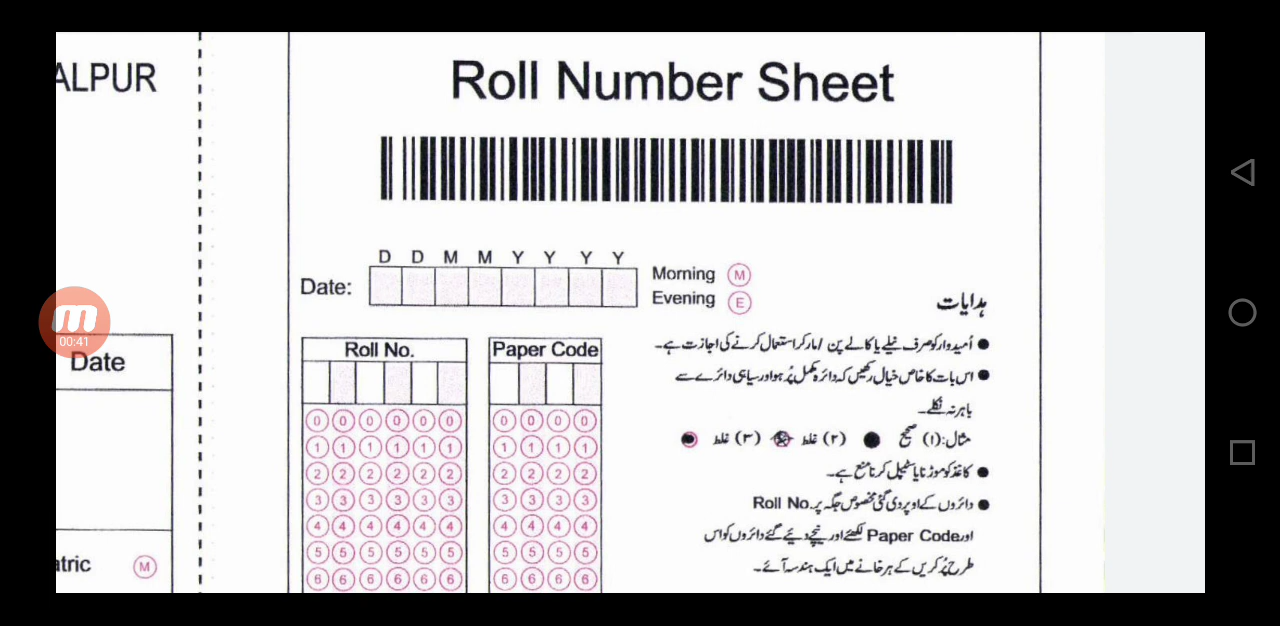 ALPUR
Date
atric M
00:41
Roll Number Sheet
D D M M Y Y Y Y
Date:
Morning M
Evening E
Roll No.
0 0 0 0 0 0
1 1 1 1 1 1
2 2 2 2 2 2
3 3 3 3 3 3
4 4 4 4 4 4
5 5 5 5 5 5
6 6 6 6 6 6
Paper Code
0 0 0 0
1 1 1 1
2 2 2 2
3 3 3 3
4 4 4 4
5 5 5 5
6 6 6 6
ہدایات
● اُمیدوار کو صرف نیلے یا کالے پن / مارکر استعمال کرنے کی اجازت ہے۔
● اس بات کا خاص خیال رکھیں کہ دائرہ مکمل پُر ہو اور سیاہی دائرے سے
باہر نہ نکلے۔
مثال: (۱) صحیح (۲) غلط (۳) غلط
● کاغذ کو موڑنا یا سٹیپل کرنا منع ہے۔
● دائروں کے اوپر دی گئی مخصوص جگہ پر Roll No.
اور Paper Code لکھئے اور نیچے دیئے گئے دائروں کو اس
طرح پُر کریں کے ہر خانے میں ایک ہندسہ آئے۔